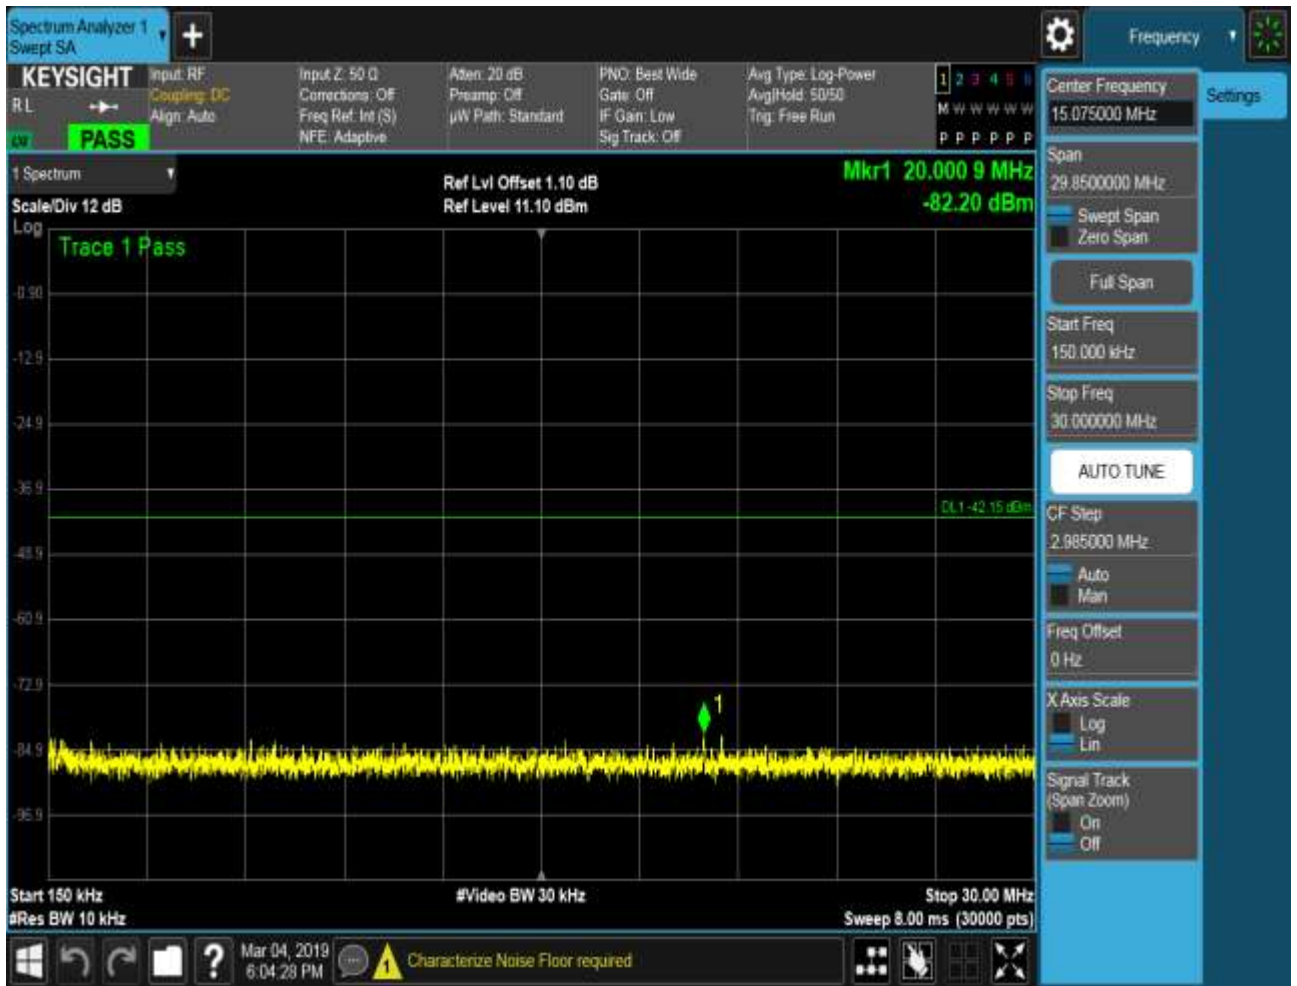 Spectrum Analyzer 1
Swept SA
+
Frequency
KEYSIGHT
RL
PASS
Input: RF
Coupling: DC
Align: Auto
Input Z: 50 Ω
Corrections: Off
Freq Ref: Int (S)
NFE: Adaptive
Atten: 20 dB
Preamp: Off
µW Path: Standard
PNO: Best Wide
Gate: Off
IF Gain: Low
Sig Track: Off
Avg Type: Log-Power
Avg|Hold: 50/50
Trig: Free Run
1 2 3 4 5 6
M W W W W W
P P P P P P
1 Spectrum
Scale/Div 12 dB
Log
Ref Lvl Offset 1.10 dB
Ref Level 11.10 dBm
Mkr1 20.000 9 MHz
-82.20 dBm
Trace 1 Pass
-0.90
-12.9
-24.9
-36.9
DL1 -42.15 dBm
-48.9
-60.9
-72.9
1
-84.9
-96.9
Start 150 kHz
#Video BW 30 kHz
Stop 30.00 MHz
#Res BW 10 kHz
Sweep 8.00 ms (30000 pts)
Center Frequency
15.075000 MHz
Settings
Span
29.8500000 MHz
Swept Span
Zero Span
Full Span
Start Freq
150.000 kHz
Stop Freq
30.000000 MHz
AUTO TUNE
CF Step
2.985000 MHz
Auto
Man
Freq Offset
0 Hz
X Axis Scale
Log
Lin
Signal Track
(Span Zoom)
On
Off
?
Mar 04, 2019
6:04:28 PM
1
Characterize Noise Floor required